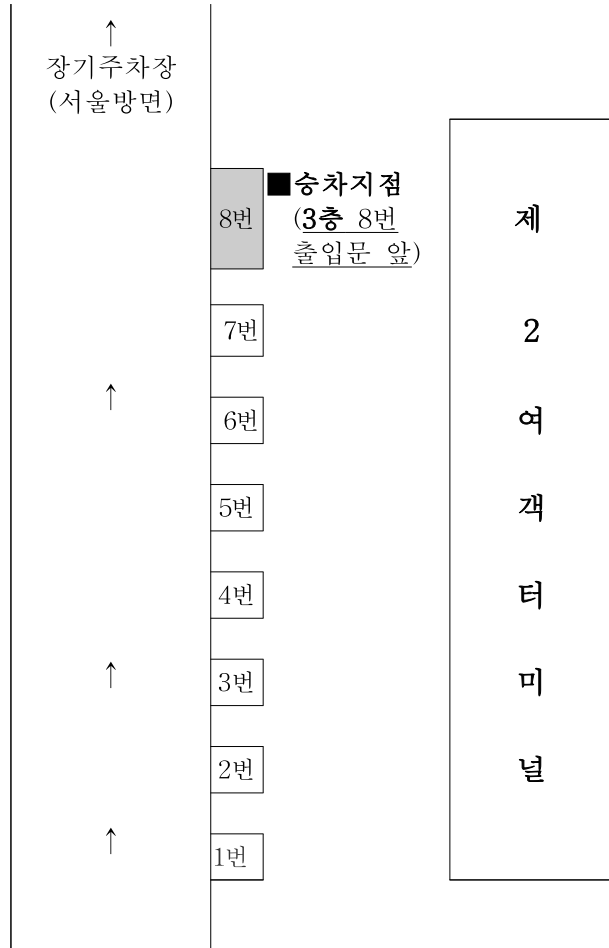 ↑
장기주차장
(서울방면)
8번
■승차지점
(3층 8번
출입문 앞)
7번
↑
6번
5번
4번
↑
3번
2번
↑
1번
제
2
여
객
터
미
널